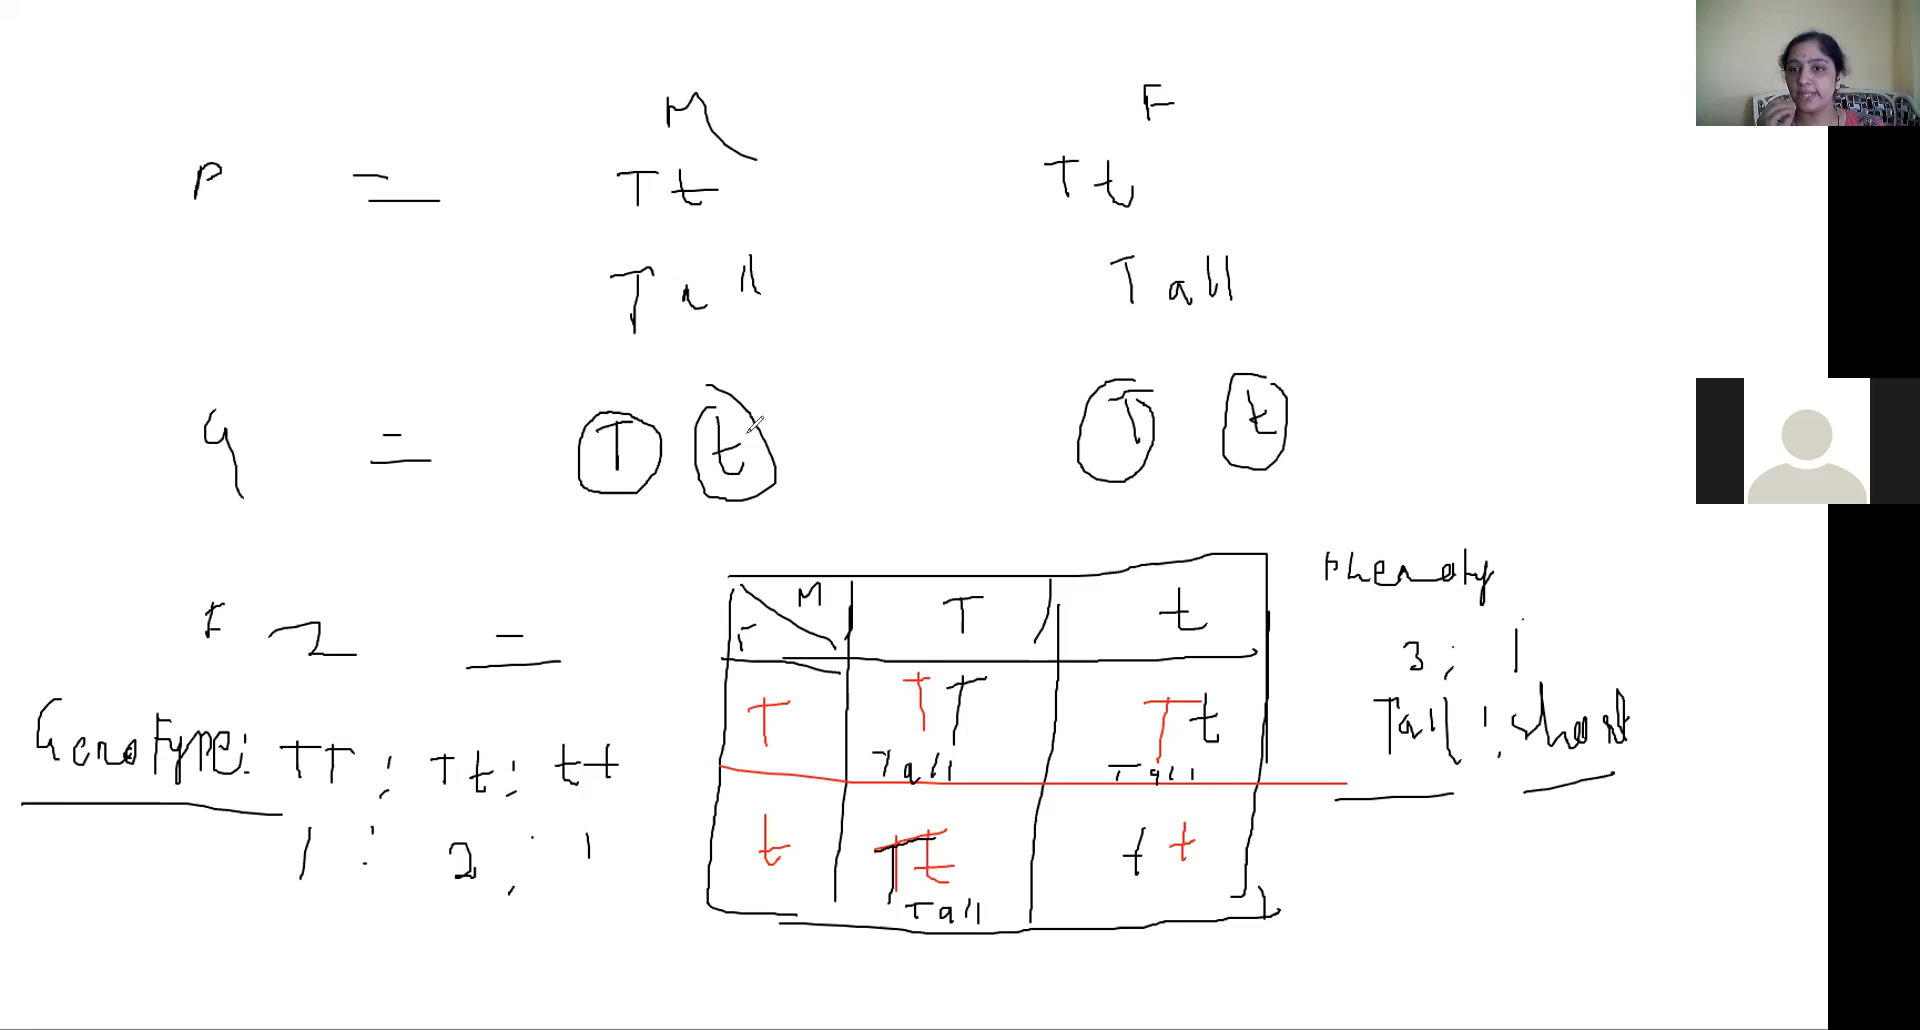 M F
P = Tt Tt
Tall Tall
G = T t T t
Phenoty
F2 =
M T t
F
3 : 1
T TT Tt
Genotype: TT : Tt : tt
Tall : short
Tall Tall
1 : 2 : 1
t Tt tt
Tall